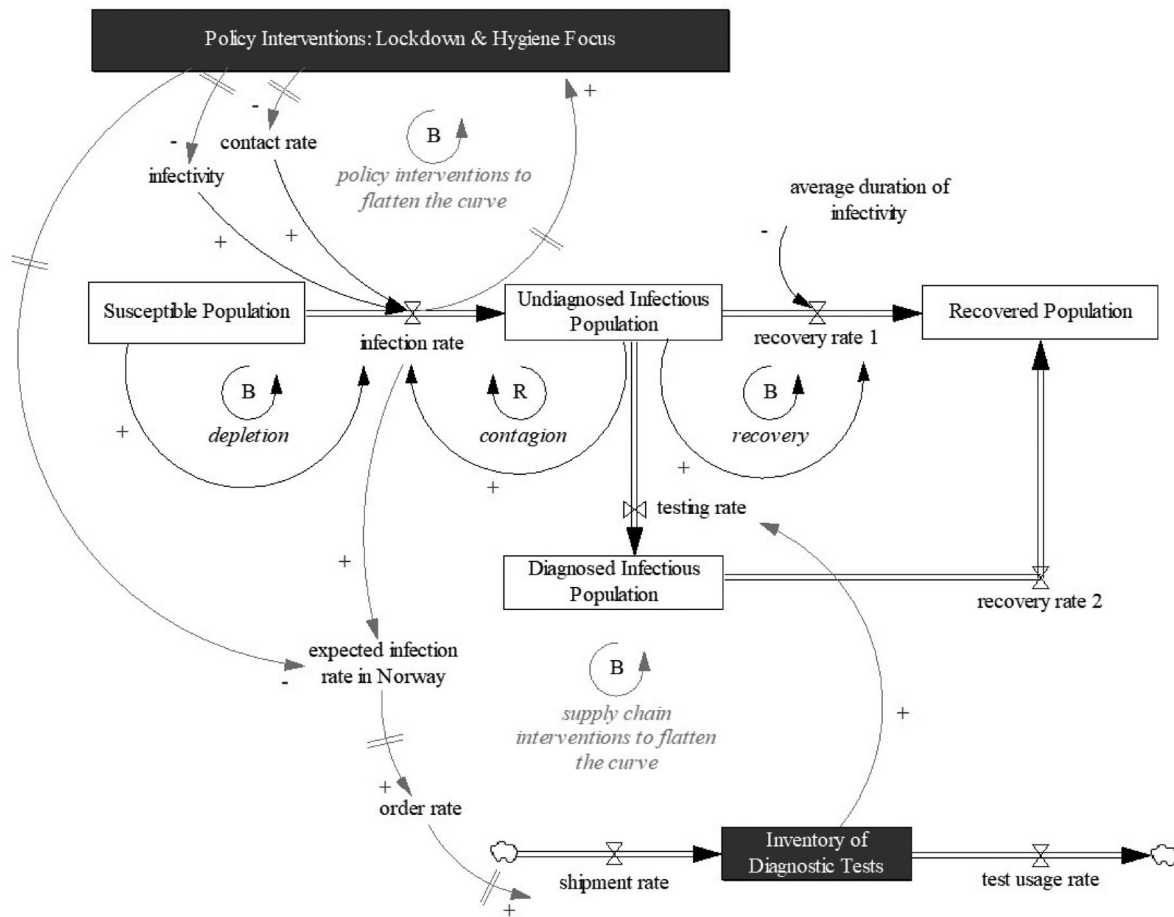 Policy Interventions: Lockdown & Hygiene Focus
+
-
-
contact rate
infectivity
B
policy interventions to
flatten the curve
average duration of
infectivity
-
+
+
Susceptible Population
Undiagnosed Infectious
Population
Recovered Population
infection rate
recovery rate 1
B
depletion
R
contagion
B
recovery
+
+
+
testing rate
+
Diagnosed Infectious
Population
recovery rate 2
expected infection
rate in Norway
-
B
supply chain
interventions to flatten
the curve
+
+
order rate
Inventory of
Diagnostic Tests
shipment rate
test usage rate
+